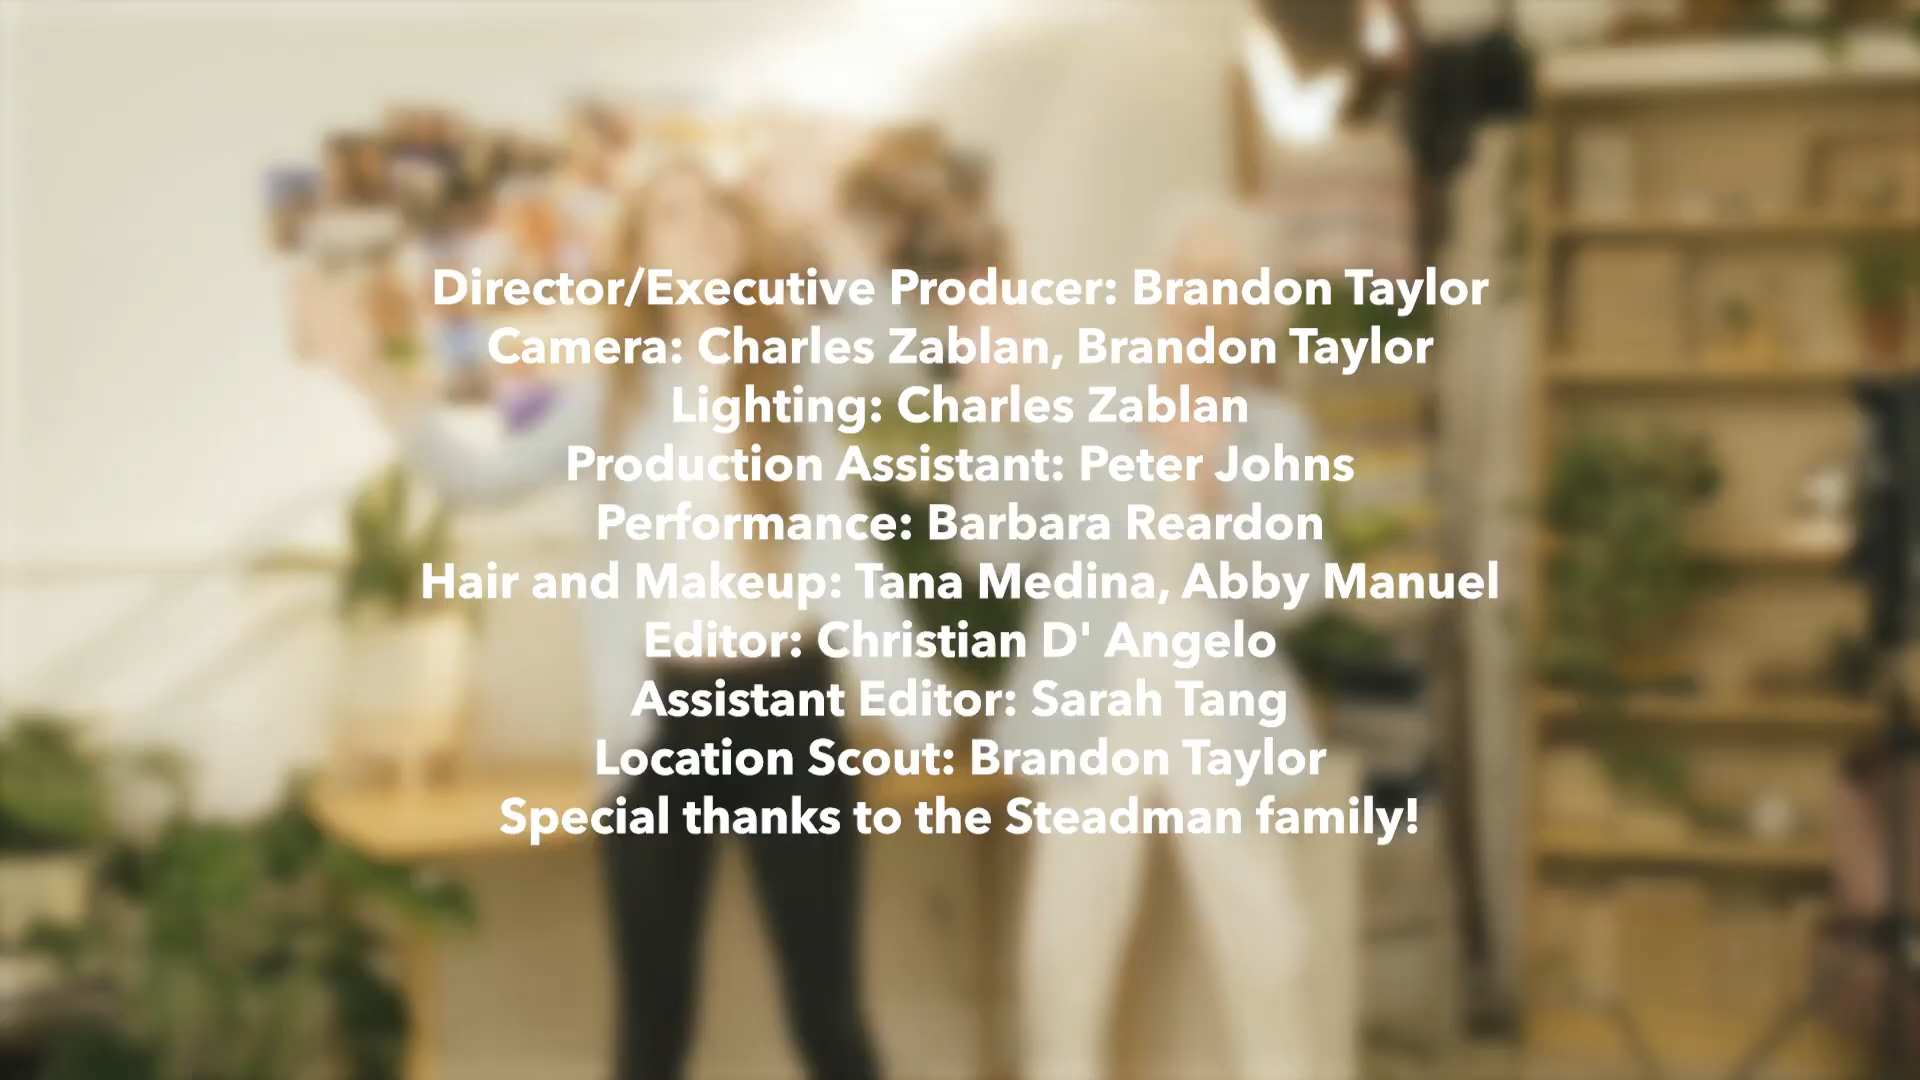 Director/Executive Producer: Brandon Taylor
Camera: Charles Zablan, Brandon Taylor
Lighting: Charles Zablan
Production Assistant: Peter Johns
Performance: Barbara Reardon
Hair and Makeup: Tana Medina, Abby Manuel
Editor: Christian D' Angelo
Assistant Editor: Sarah Tang
Location Scout: Brandon Taylor
Special thanks to the Steadman family!